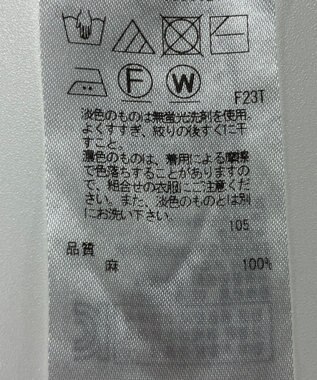 F
W
F23T
淡色のものは無蛍光洗剤を使用。
よくすすぎ、絞りの後すぐに干
すこと。
濃色のものは、着用による摩擦
で色落ちすることがありますの
で、組合せの衣服にご注意くだ
さい。また、淡色のものとは別
にお洗い下さい。
105
品質
麻 100%